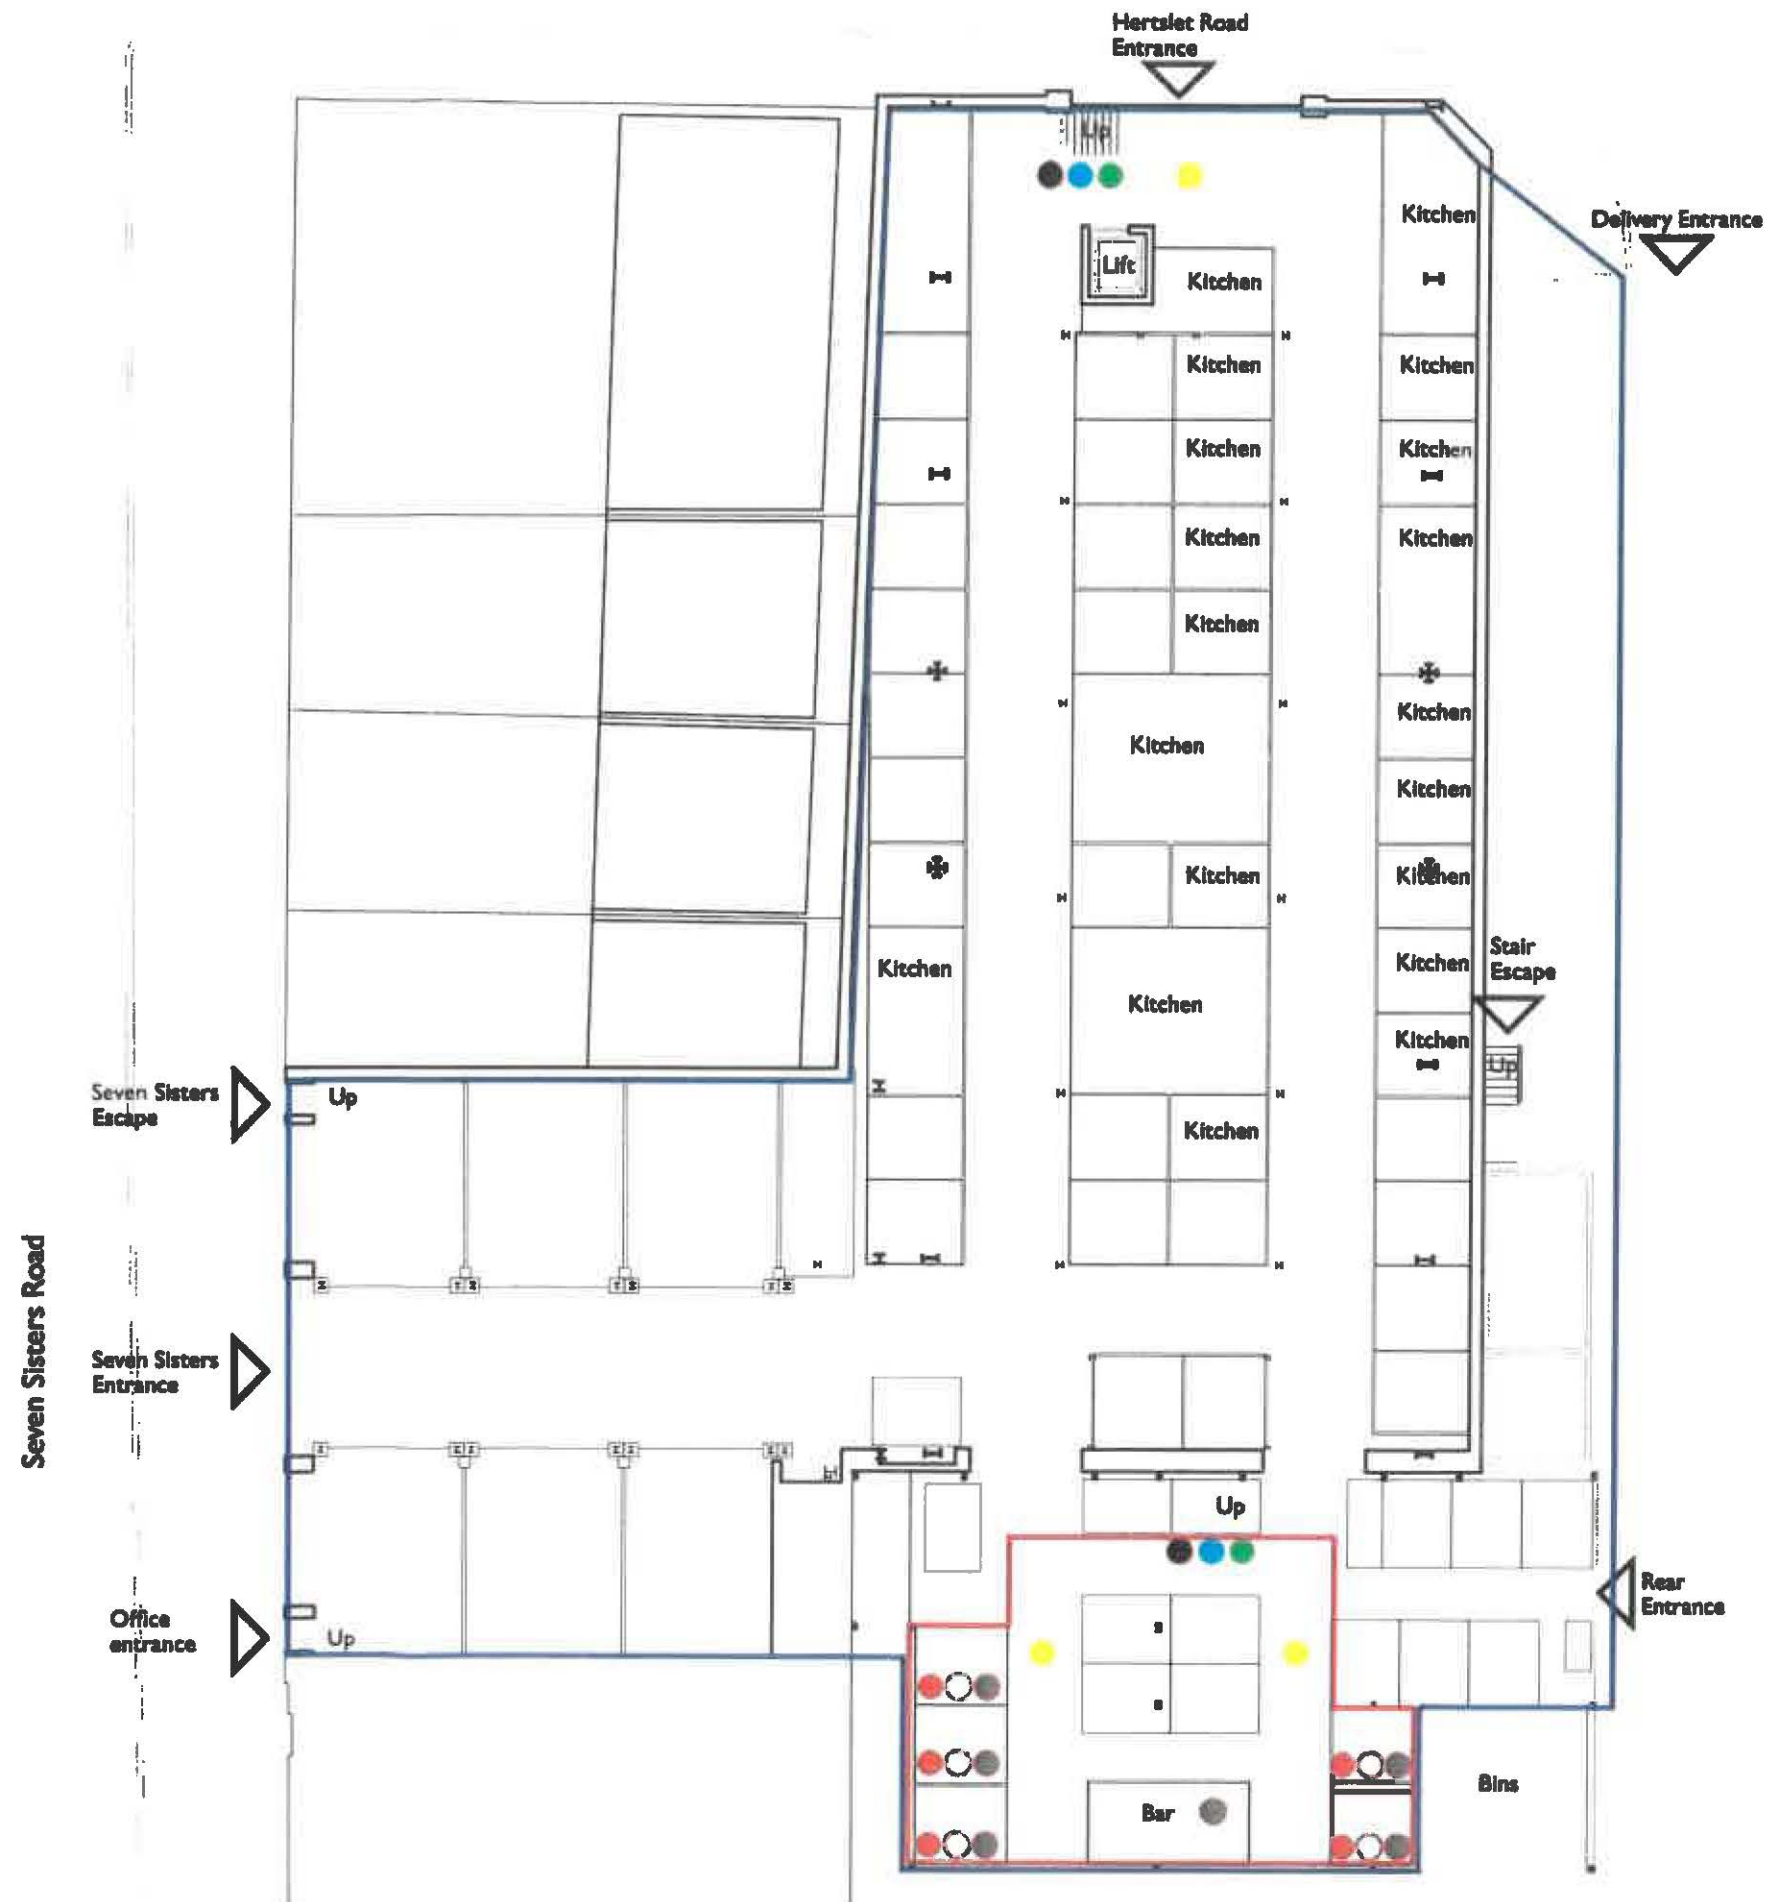 Hertslet Road
Entrance
Up
Kitchen
Delivery Entrance
Lift
Kitchen
Kitchen
Kitchen
Kitchen
Kitchen
Kitchen
Kitchen
Kitchen
Kitchen
Kitchen
Kitchen
Kitchen
Kitchen
Kitchen
Stair
Escape
Kitchen
Kitchen
Kitchen
Kitchen
Up
Seven Sisters
Escape
Up
Kitchen
Seven Sisters Road
Seven Sisters
Entrance
Up
Rear
Entrance
Office
entrance
Up
Bins
Bar